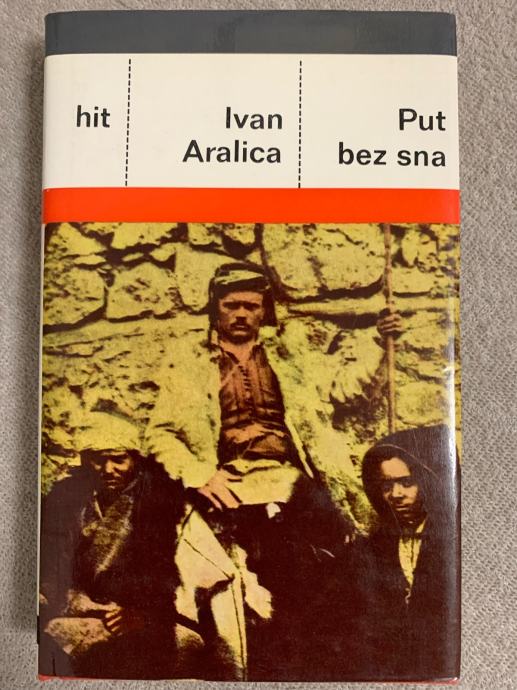 hit
Ivan
Aralica
Put
bez sna